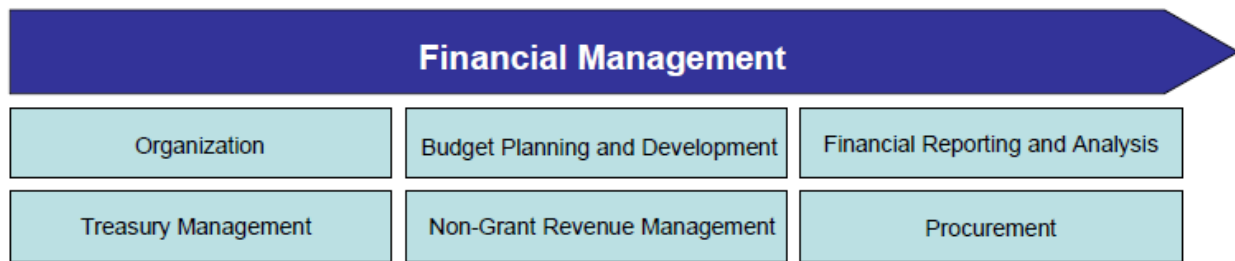 Financial Management
Organization
Budget Planning and Development
Financial Reporting and Analysis
Treasury Management
Non-Grant Revenue Management
Procurement